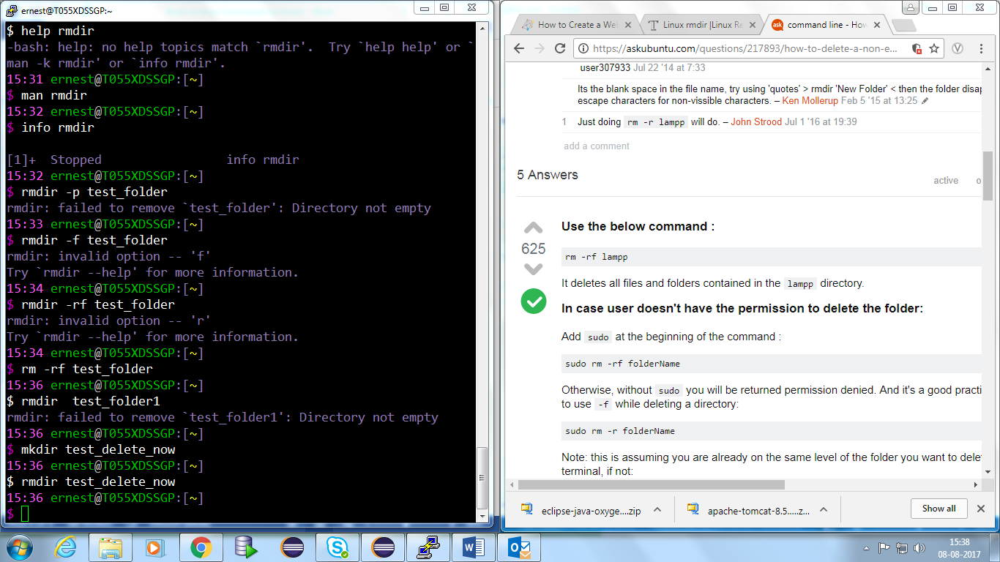 ernest@T055XDSSGP:~
$ help rmdir
-bash: help: no help topics match `rmdir'.  Try `help help' or `
man -k rmdir' or `info rmdir'.
15:31 ernest@T055XDSSGP:[~]
$ man rmdir
15:32 ernest@T055XDSSGP:[~]
$ info rmdir
[1]+  Stopped                 info rmdir
15:32 ernest@T055XDSSGP:[~]
$ rmdir -p test_folder
rmdir: failed to remove `test_folder': Directory not empty
15:33 ernest@T055XDSSGP:[~]
$ rmdir -f test_folder
rmdir: invalid option -- 'f'
Try `rmdir --help' for more information.
15:34 ernest@T055XDSSGP:[~]
$ rmdir -rf test_folder
rmdir: invalid option -- 'r'
Try `rmdir --help' for more information.
15:34 ernest@T055XDSSGP:[~]
$ rm -rf test_folder
15:36 ernest@T055XDSSGP:[~]
$ rmdir  test_folder1
rmdir: failed to remove `test_folder1': Directory not empty
15:36 ernest@T055XDSSGP:[~]
$ mkdir test_delete_now
15:36 ernest@T055XDSSGP:[~]
$ rmdir test_delete_now
15:36 ernest@T055XDSSGP:[~]
$
How to Create a Web
Linux rmdir |Linux Re
ask command line - How
https://askubuntu.com/questions/217893/how-to-delete-a-non-e...
user307933 Jul 22 '14 at 7:33
Its the blank space in the file name, try using 'quotes' > rmdir 'New Folder' < then the folder disap
escape characters for non-vissible characters. – Ken Mollerup Feb 5 '15 at 13:25
1 Just doing rm -r lampp will do. – John Strood Jul 1 '16 at 19:39
add a comment
5 Answers
active o
Use the below command :
625
rm -rf lampp
It deletes all files and folders contained in the lampp directory.
In case user doesn't have the permission to delete the folder:
Add sudo at the beginning of the command :
sudo rm -rf folderName
Otherwise, without sudo you will be returned permission denied. And it's a good practi
to use -f while deleting a directory:
sudo rm -r folderName
Note: this is assuming you are already on the same level of the folder you want to dele
terminal, if not:
eclipse-java-oxyge....zip
apache-tomcat-8.5.....z...
Show all
15:38
08-08-2017